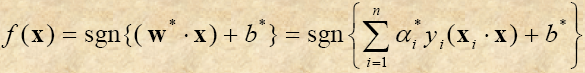 f(x) = sgn{( w* · x) + b*} = sgn{ ∑_{i=1}^{n} α_i* y_i (x_i · x) + b* }